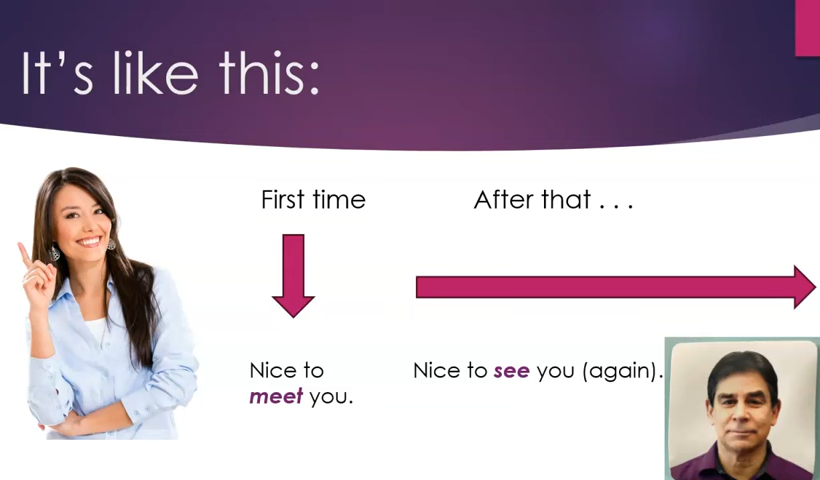 It's like this:
First time
After that . . .
Nice to
meet you.
Nice to see you (again).